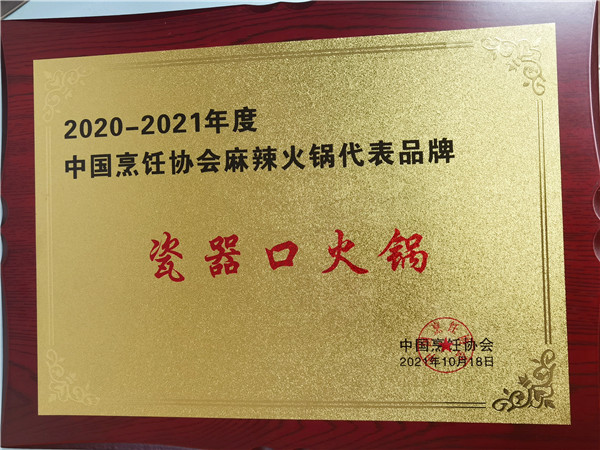 2020-2021年度
中国烹饪协会麻辣火锅代表品牌
瓷器口火锅
中国烹饪协会
2021年10月18日